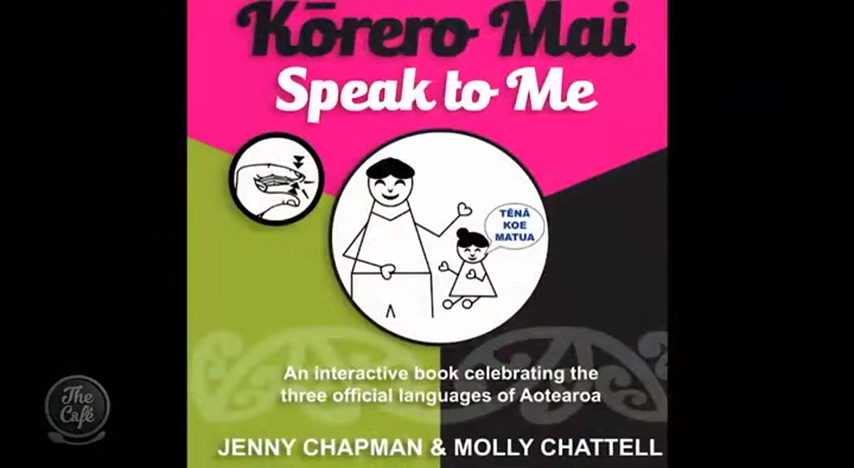 Kōrero Mai
Speak to Me
TĒNĀ
KOE
MATUA
An interactive book celebrating the
three official languages of Aotearoa
JENNY CHAPMAN & MOLLY CHATTELL
The
Café